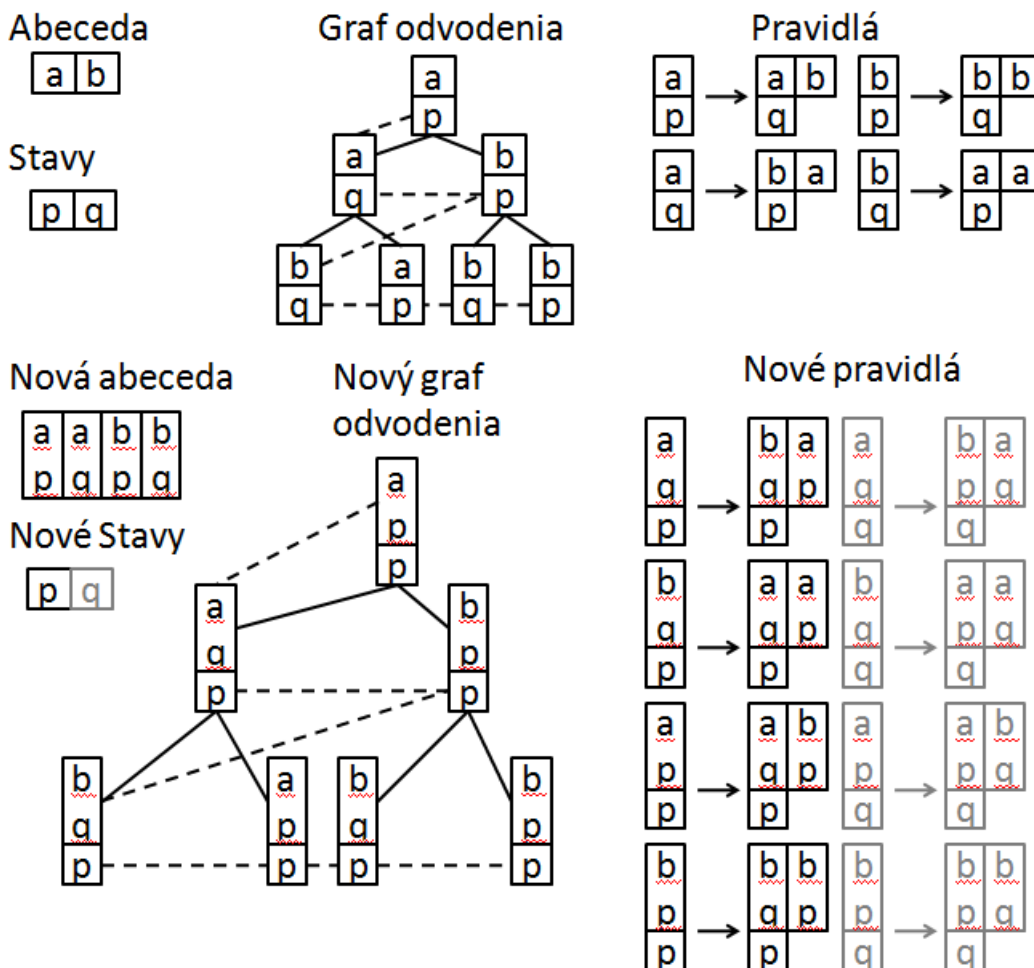 Abeceda
a b
Stavy
p q
Graf odvodenia
a
p
a b
q p
b a b b
q p q p
Pravidlá
a a b b b b
p q p q
a b a b a a
q p q p
Nová abeceda
a a b b
p q p q
Nové Stavy
p q
Nový graf
odvodenia
a
p
p
a b
q p
p p
b a b b
q p q p
p p p p
Nové pravidlá
a b a a b a
q q p q p q
p p q q
b a a b a a
q q p q p q
p p q q
a a b a a b
p q p p p q
p p q q
b b b b b b
p q p p p q
p p q q